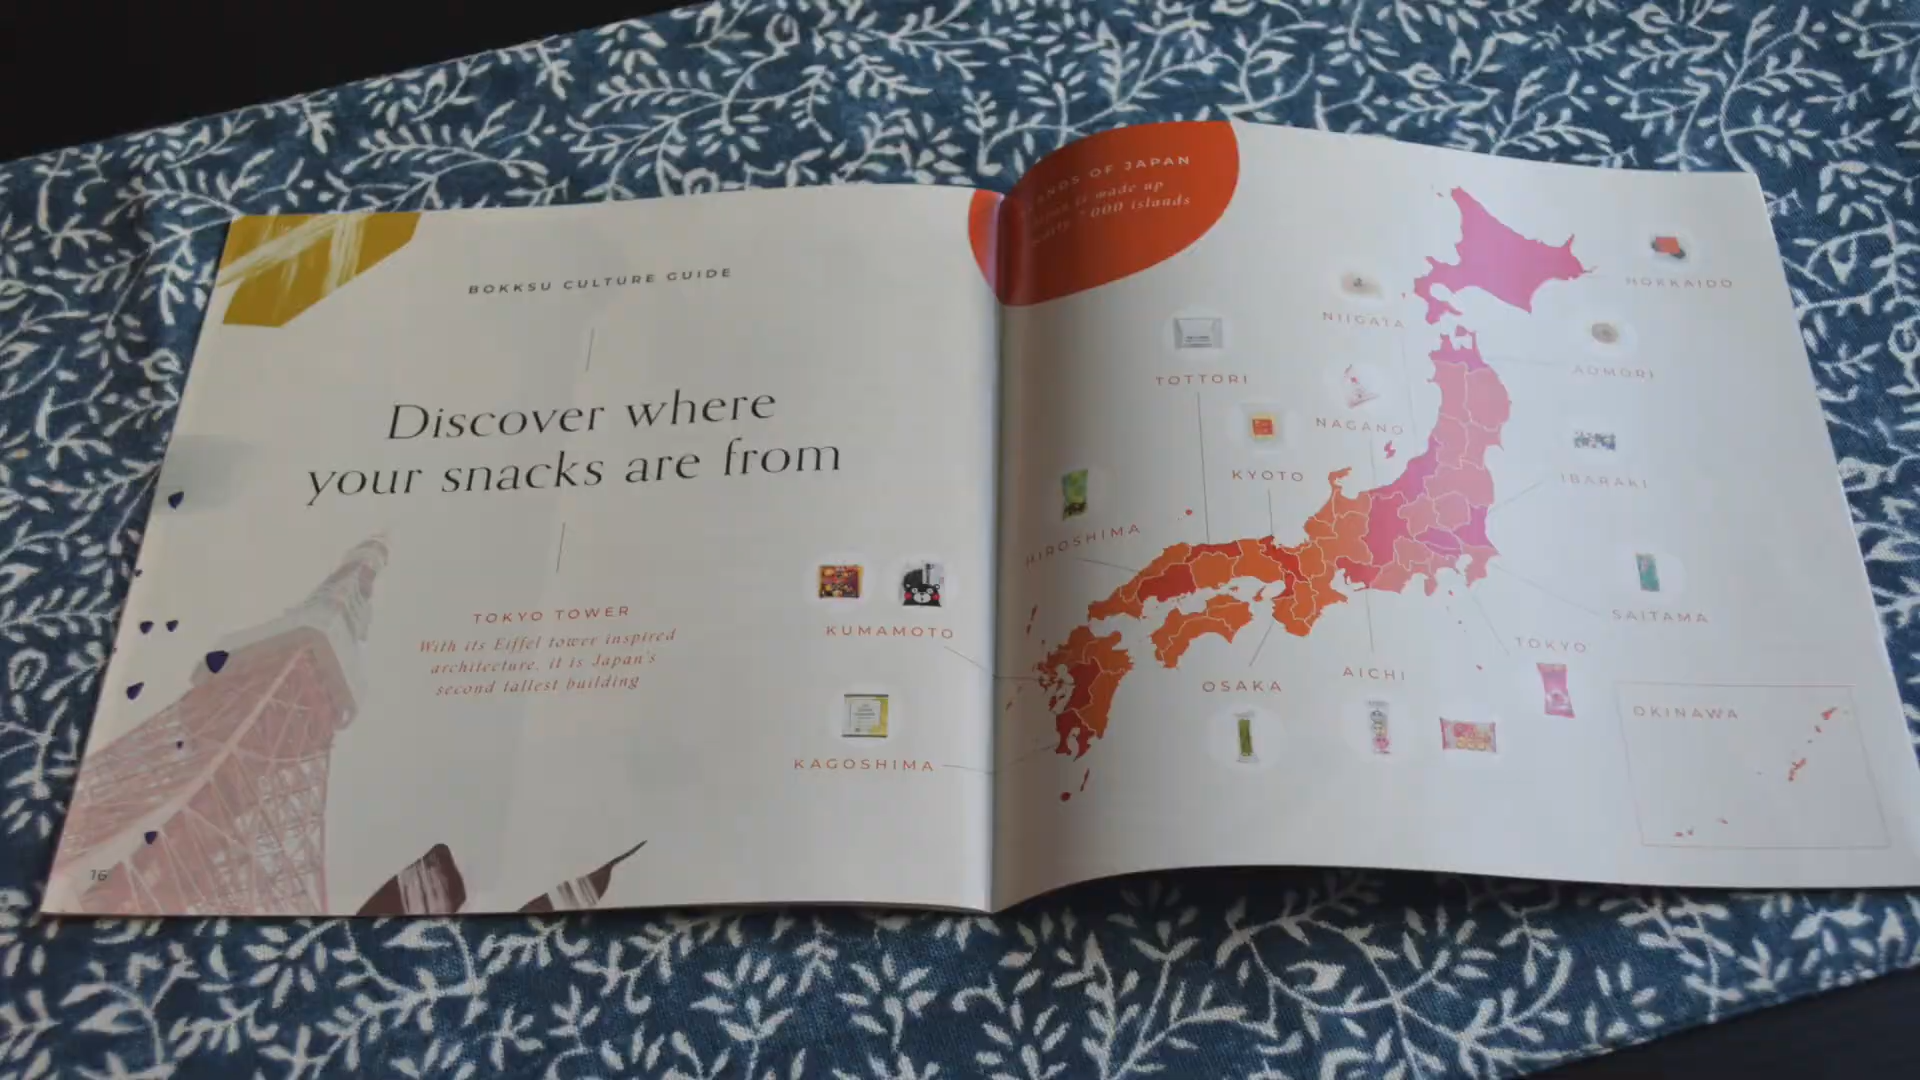 BOKKSU CULTURE GUIDE
Discover where
your snacks are from
TOKYO TOWER
With its Eiffel tower inspired
architecture, it is Japan's
second tallest building
KUMAMOTO
KAGOSHIMA
16
OF JAPAN
made up
islands
HOKKAIDO
NIIGATA
AOMORI
TOTTORI
NAGANO
KYOTO
IBARAKI
HIROSHIMA
SAITAMA
TOKYO
AICHI
OSAKA
OKINAWA